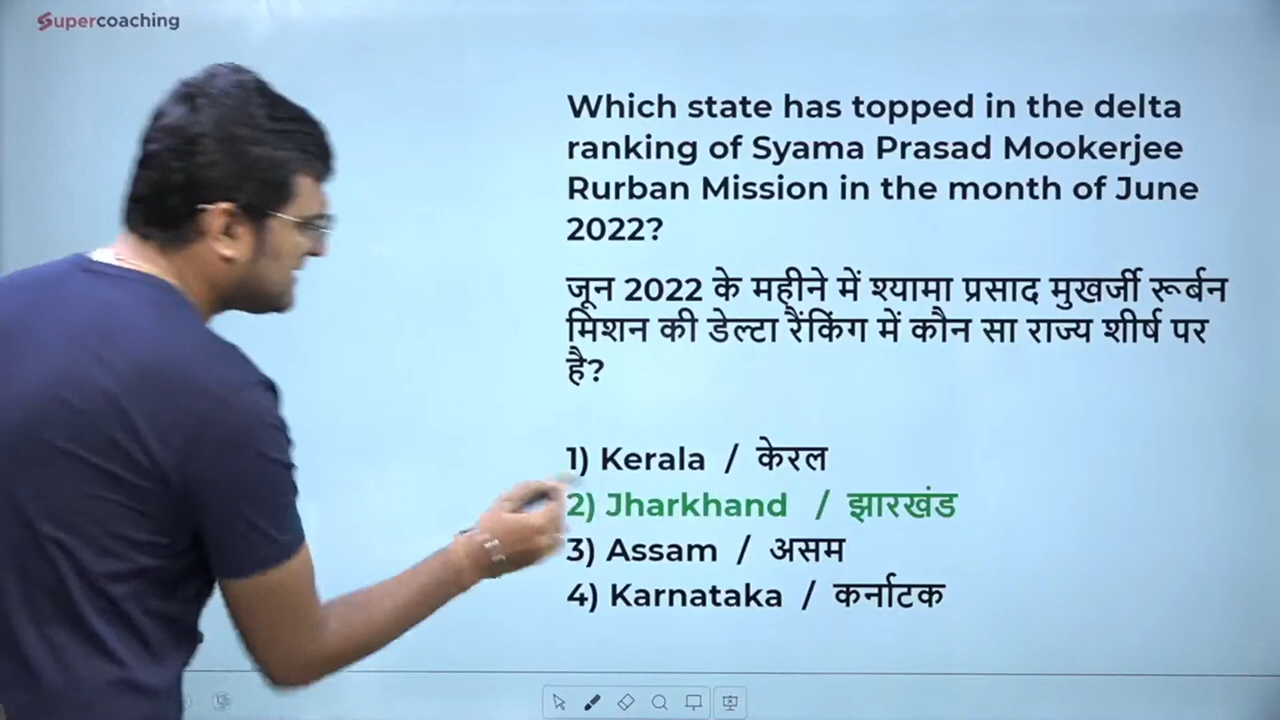 Supercoaching
Which state has topped in the delta
ranking of Syama Prasad Mookerjee
Rurban Mission in the month of June
2022?
जून 2022 के महीने में श्यामा प्रसाद मुखर्जी रूर्बन
मिशन की डेल्टा रैंकिंग में कौन सा राज्य शीर्ष पर
है?
1) Kerala / केरल
2) Jharkhand / झारखंड
3) Assam / असम
4) Karnataka / कर्नाटक